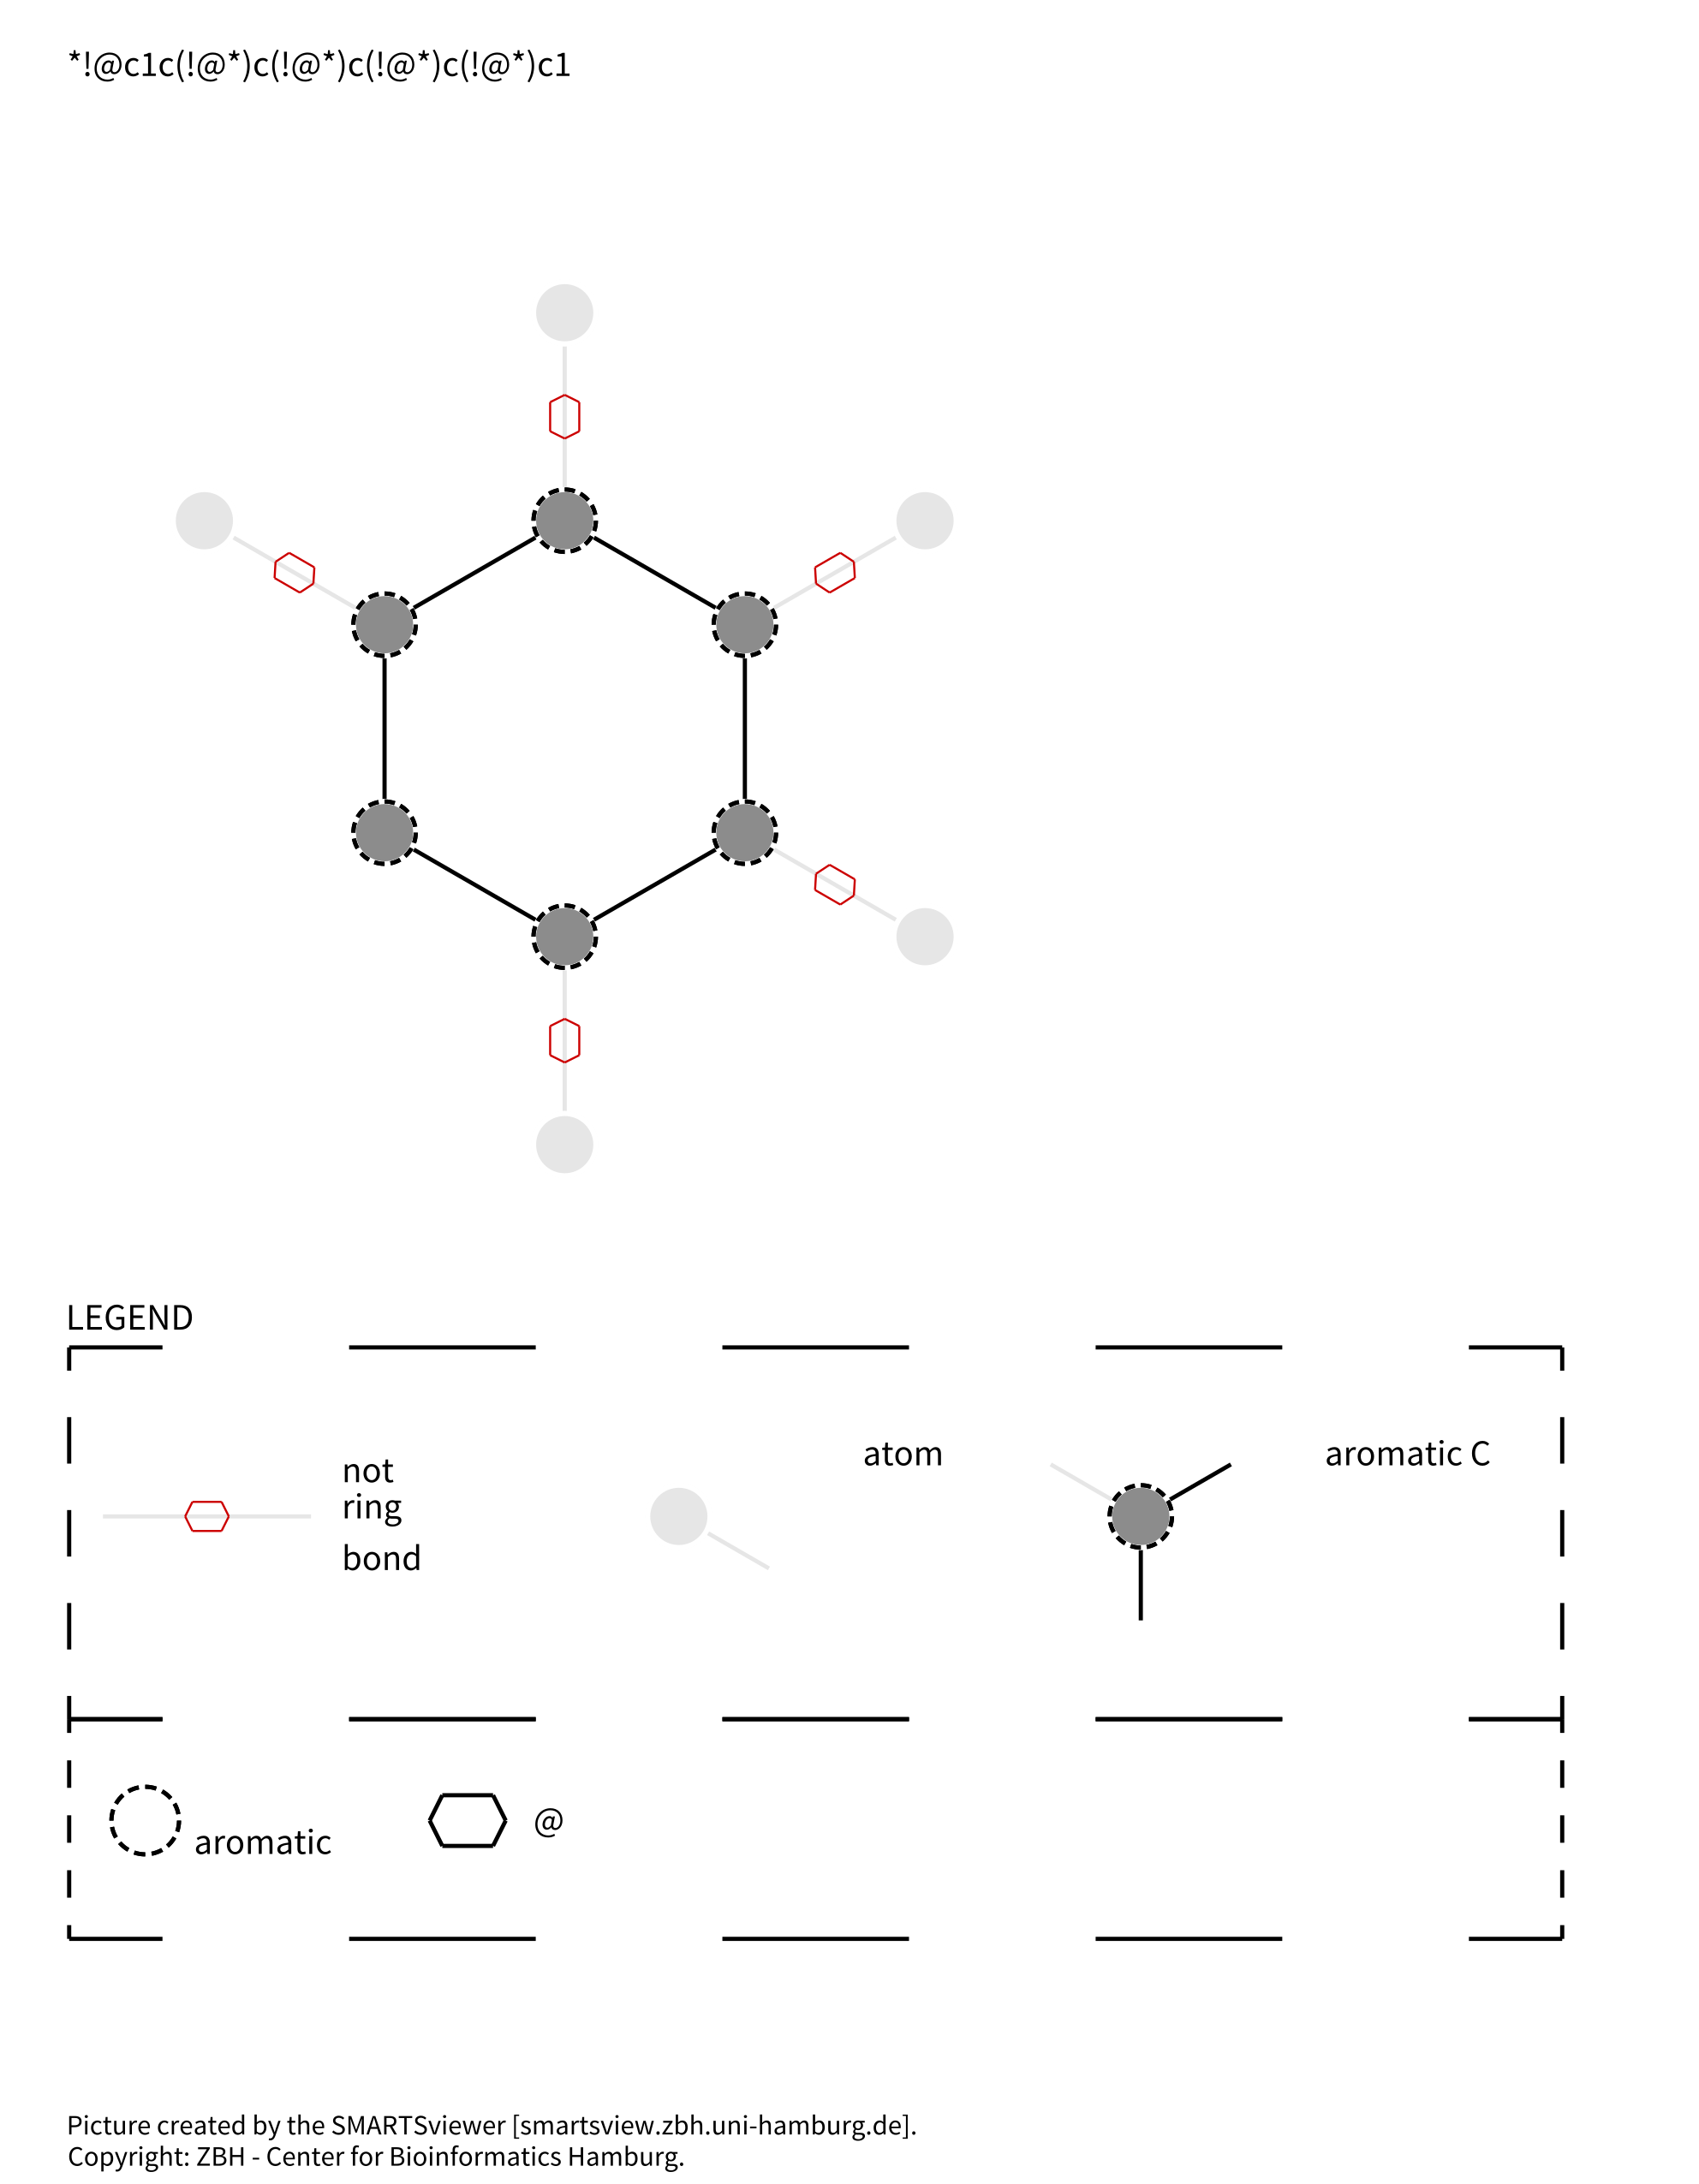 *!@c1c(!@*)c(!@*)c(!@*)c(!@*)c1
LEGEND
not
ring
bond
atom
aromatic C
aromatic
@
Picture created by the SMARTSviewer [smartsview.zbh.uni-hamburg.de].
Copyright: ZBH - Center for Bioinformatics Hamburg.